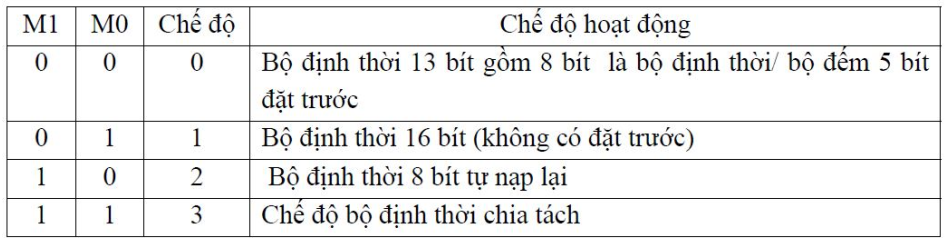 M1 M0 Chế độ Chế độ hoạt động
0 0 0 Bộ định thời 13 bít gồm 8 bít là bộ định thời/ bộ đếm 5 bít
đặt trước
0 1 1 Bộ định thời 16 bít (không có đặt trước)
1 0 2 Bộ định thời 8 bít tự nạp lại
1 1 3 Chế độ bộ định thời chia tách